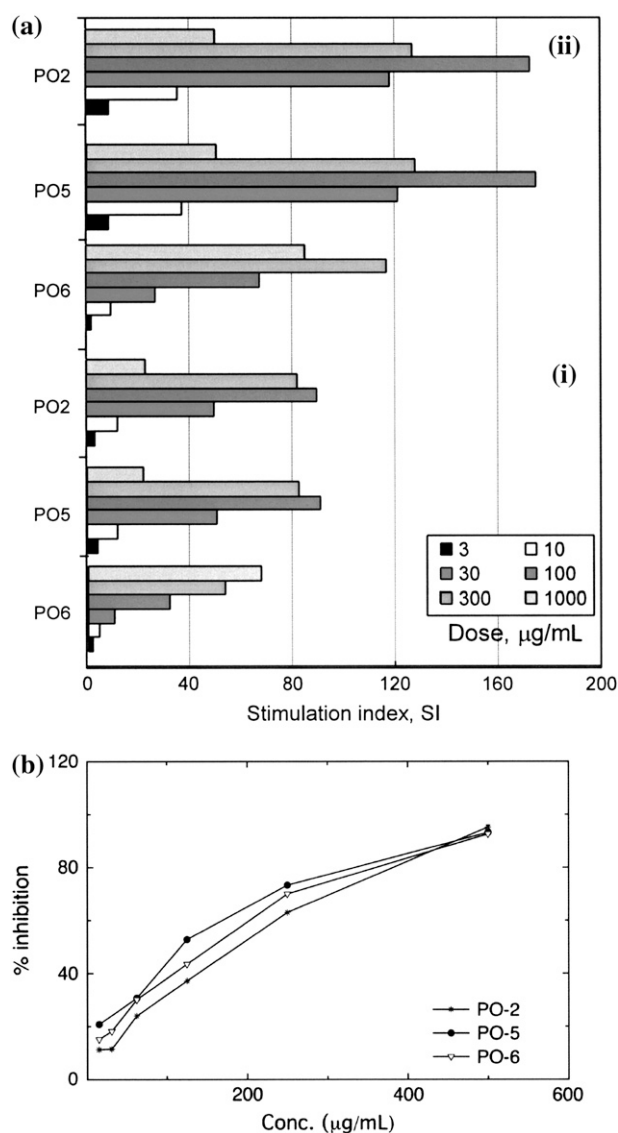 (a)
(ii)
PO2
PO5
PO6
(i)
PO2
PO5
PO6
3 10
30 100
300 1000
Dose, μg/mL
0 40 80 120 160 200
Stimulation index, SI
(b)
120
80
40
0
% inhibition
PO-2
PO-5
PO-6
200 400 600
Conc. (μg/mL)